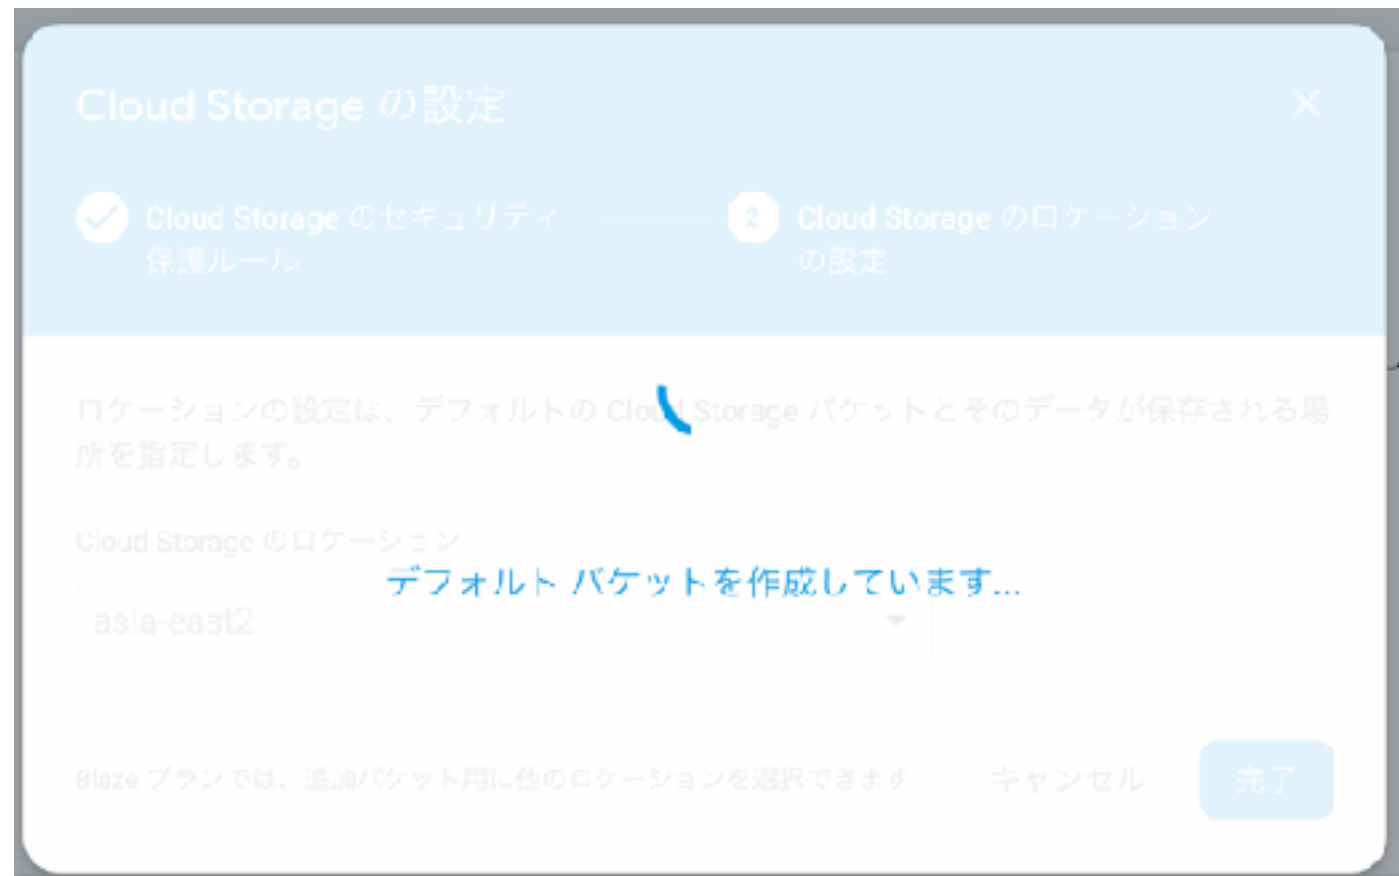 Cloud Storage の設定
Cloud Storage のセキュリティ
保護ルール
2
Cloud Storage のロケーション
の設定
ロケーションの設定は、デフォルトの Cloud Storage バケットとそのデータが保存される場
所を指定します。
Cloud Storage のロケーション
デフォルト バケットを作成しています...
asia-east2
Blaze プランでは、追加バケット用に他のロケーションを選択できます
キャンセル
完了